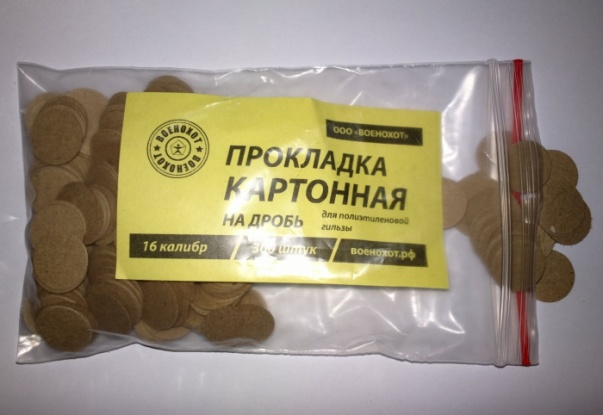 ВОЕНОХОТ ВОЕНОХОТ
ООО «ВОЕНОХОТ»
ПРОКЛАДКА
КАРТОННАЯ
НА ДРОБЬ
для полиэтиленовой
гильзы
16 калибр / 300 штук / военохот.рф